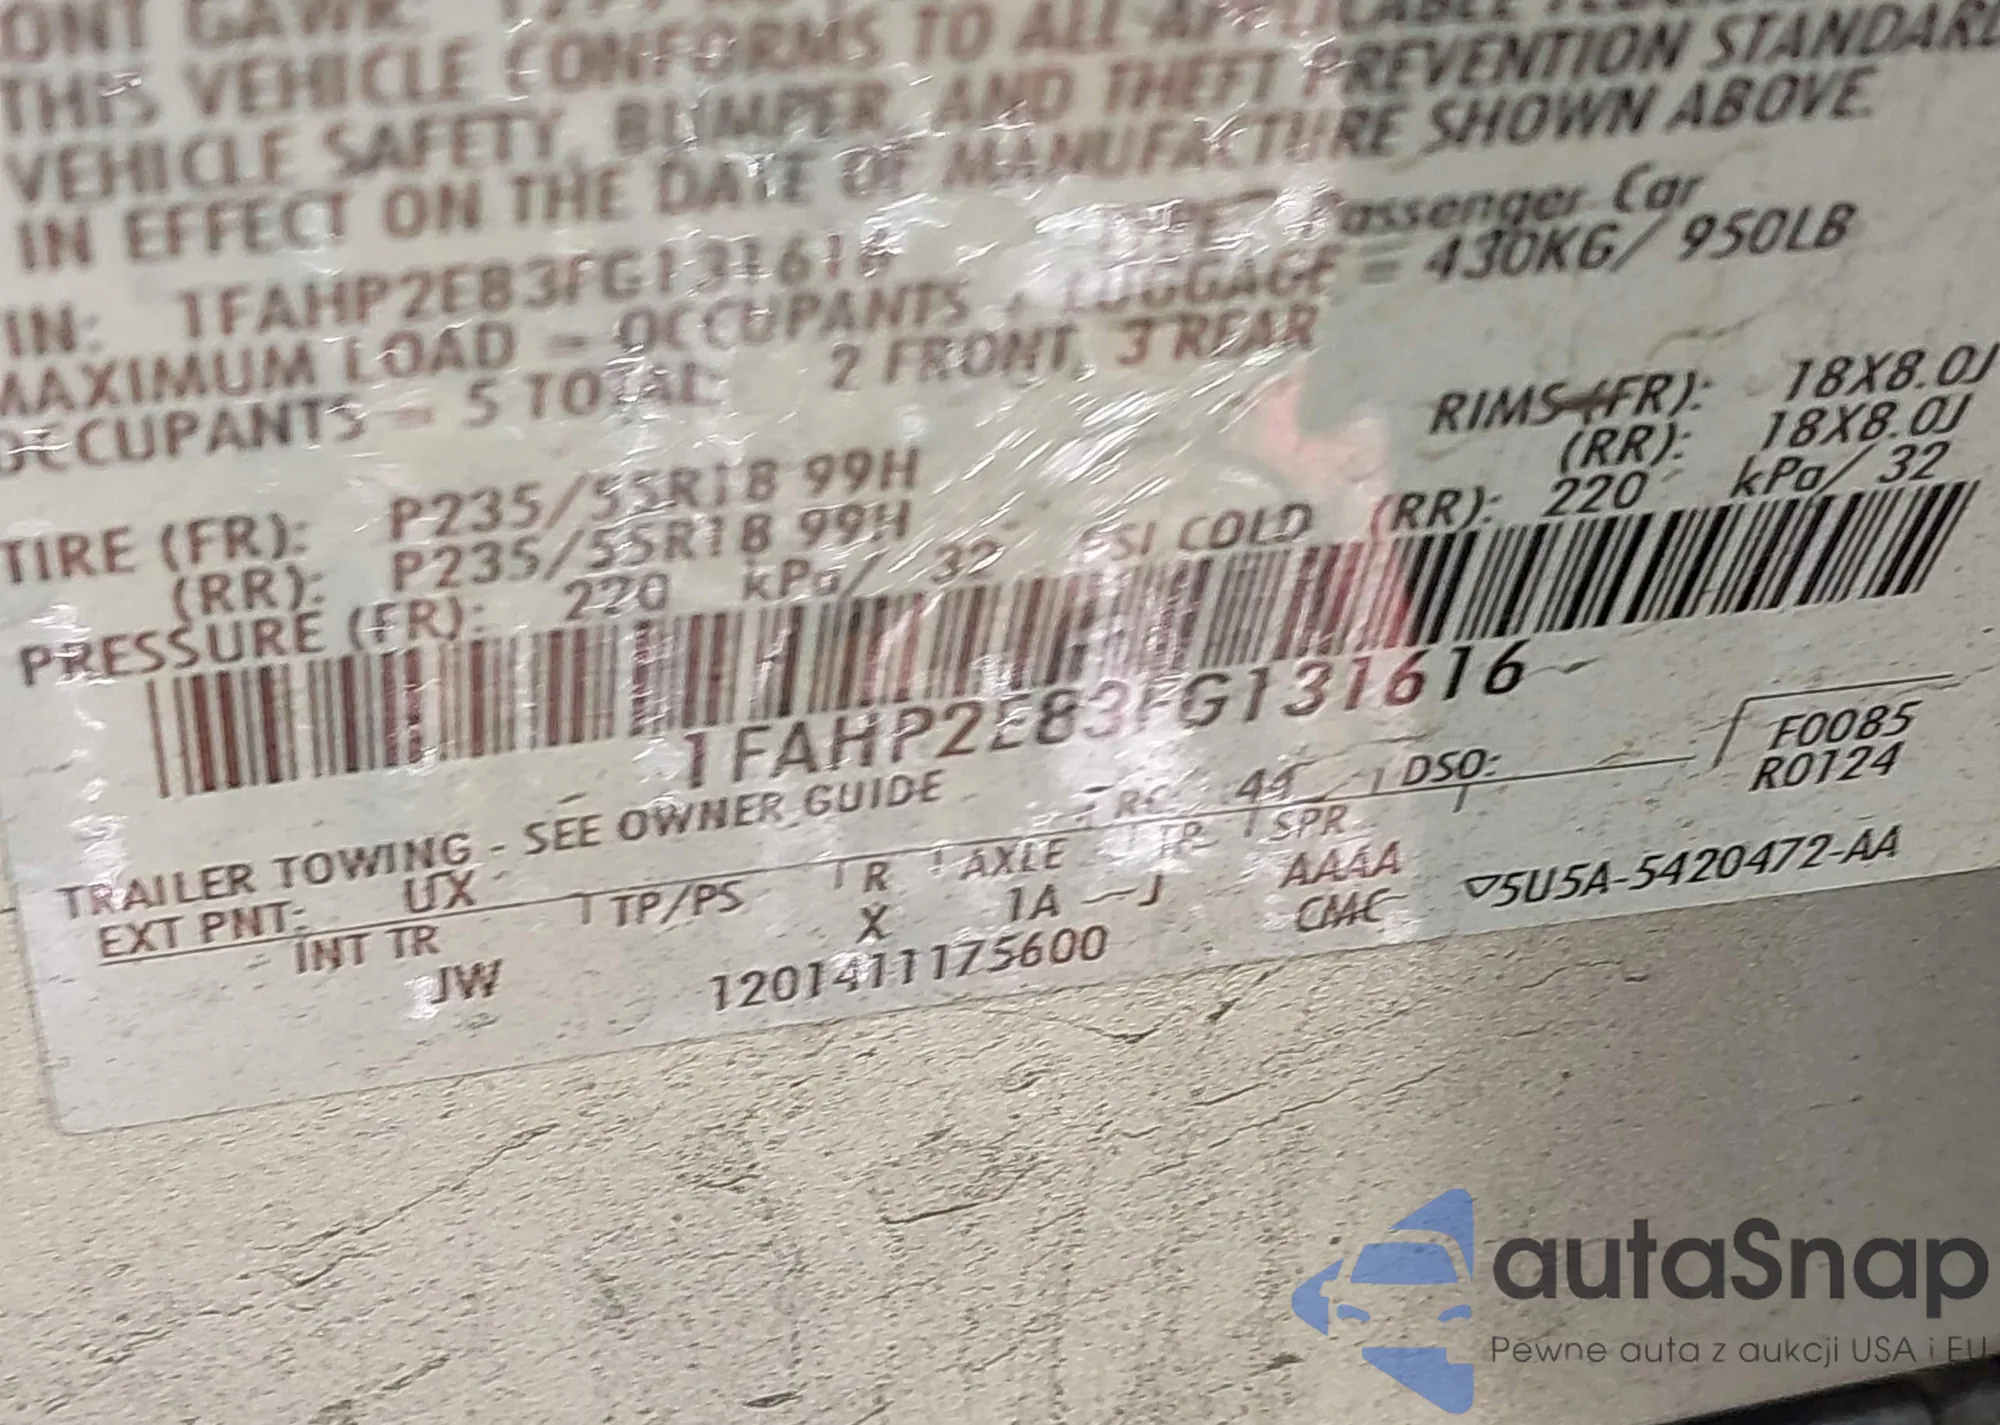 ONT GAWR
THIS VEHICLE CONFORMS TO ALL APPLICABLE
VEHICLE SAFETY, BUMPER, AND THEFT PREVENTION STANDARD
IN EFFECT ON THE DATE OF MANUFACTURE SHOWN ABOVE.
IN: 1FAHP2E83FG131616 TYPE: Passenger Car
MAXIMUM LOAD = OCCUPANTS + LUGGAGE = 430KG/ 950LB
OCCUPANTS = 5 TOTAL 2 FRONT, 3 REAR
TIRE (FR): P235/55R18 99H RIMS (FR): 18X8.0J
(RR): P235/55R18 99H (RR): 18X8.0J
PRESSURE (FR): 220 kPa/ 32 PSI COLD (RR): 220 kPa/ 32
1FAHP2E83FG131616
TRAILER TOWING - SEE OWNER GUIDE
EXT PNT: UX RC: 44 DSO: F0085
INT TR TP/PS R AXLE TR SPR R0124
JW X 1A J AAAA
1201411175600 CMC ▽5U5A-5420472-AA
autaSnap
Pewne auta z aukcji USA i EU